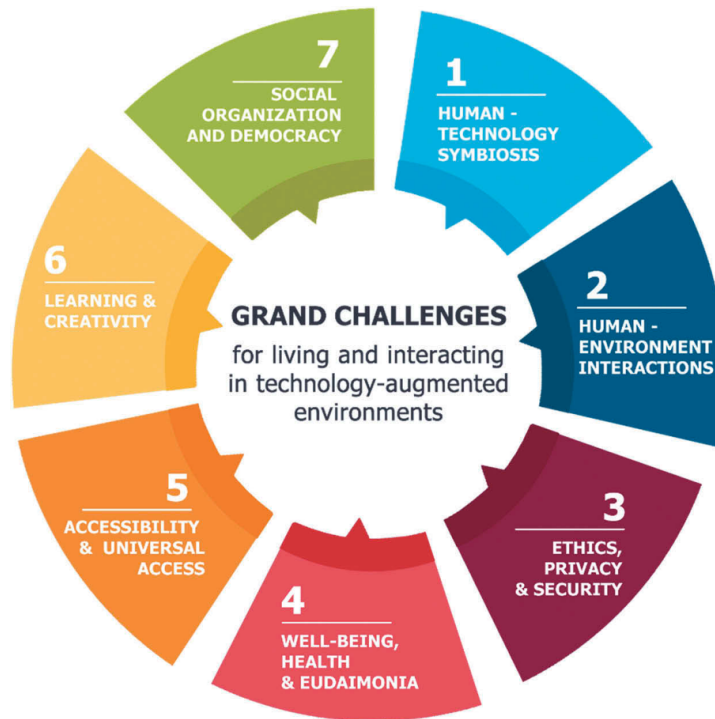 GRAND CHALLENGES
for living and interacting
in technology-augmented
environments
1
HUMAN -
TECHNOLOGY
SYMBIOSIS
2
HUMAN -
ENVIRONMENT
INTERACTIONS
3
ETHICS,
PRIVACY
& SECURITY
4
WELL-BEING,
HEALTH
& EUDAIMONIA
5
ACCESSIBILITY
& UNIVERSAL
ACCESS
6
LEARNING &
CREATIVITY
7
SOCIAL
ORGANIZATION
AND DEMOCRACY